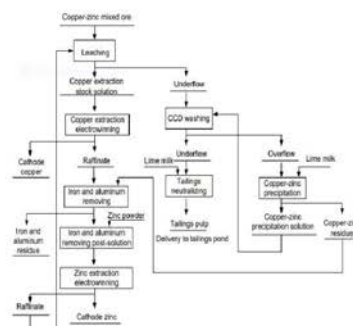 Copper-zinc mixed ore
Leaching
Copper extraction
stock solution
Underflow
Copper extraction
electrowinning
CCD washing
Cathode
copper
Raffinate
Lime milk
Underflow
Overflow
Lime milk
Iron and aluminum
removing
Tailings
neutralizing
Copper-zinc
precipitation
Zinc powder
Iron and
aluminum
residue
Iron and aluminum
removing post-solution
Tailings pulp
Delivery to tailings pond
Copper-zinc
precipitation solution
Copper-zinc
residue
Zinc extraction
electrowinning
Raffinate
Cathode zinc